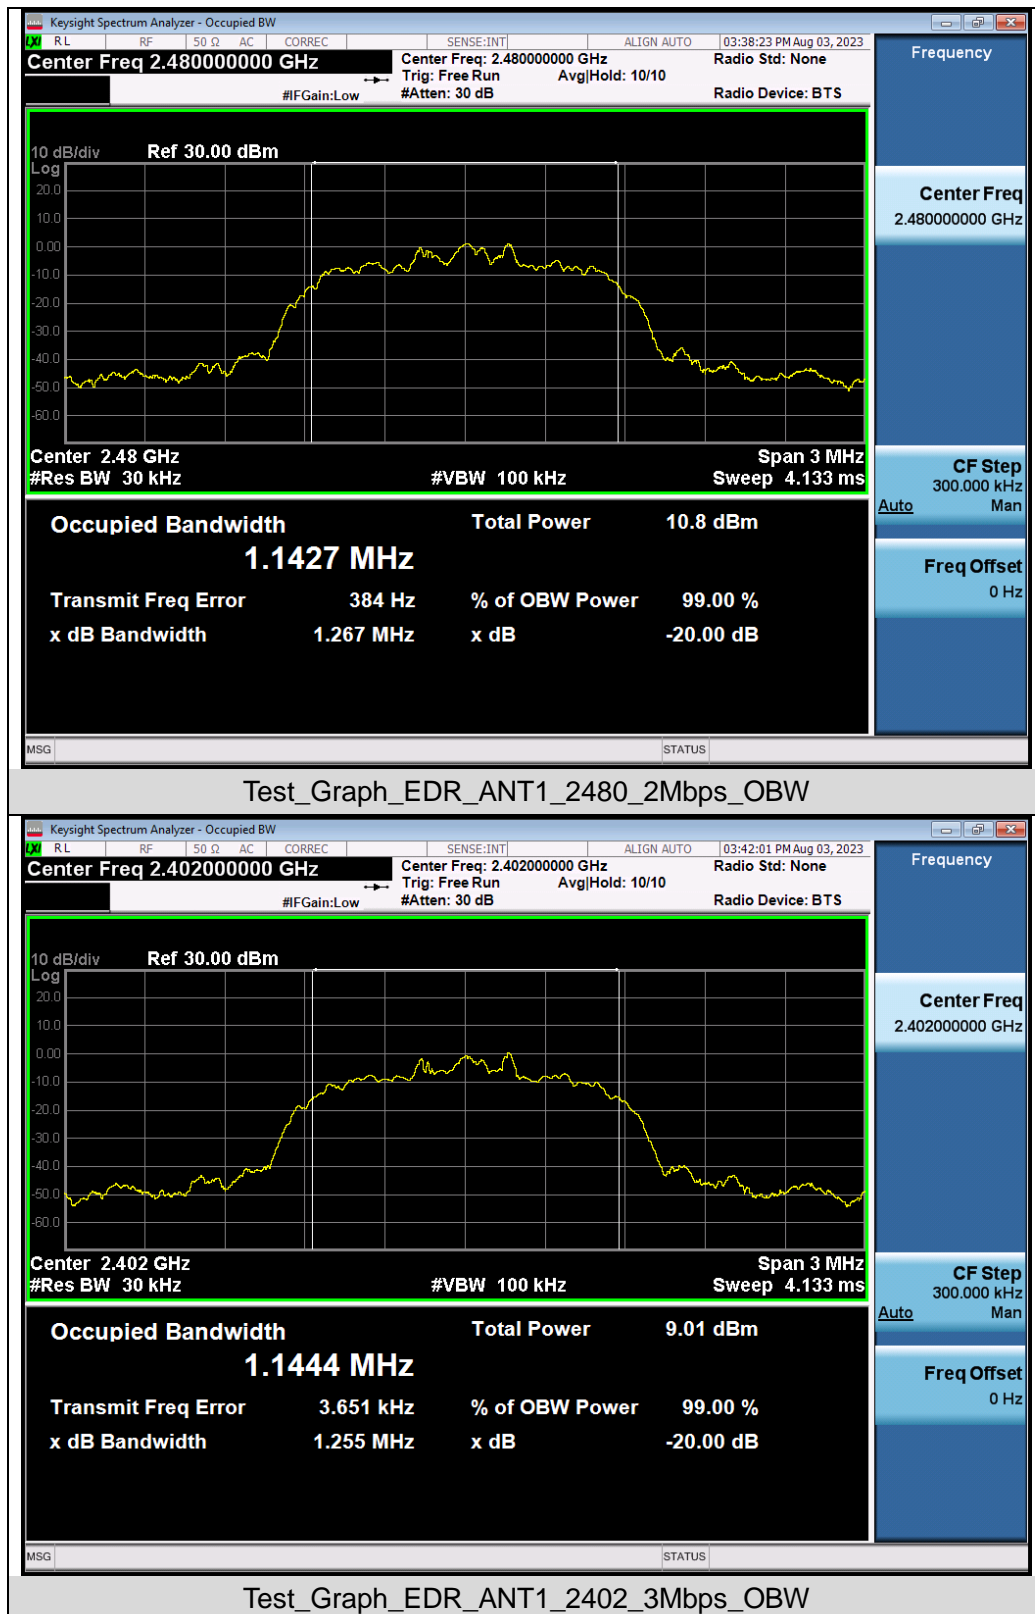 Keysight Spectrum Analyzer - Occupied BW
LXI RL RF 50 Ω AC CORREC SENSE:INT ALIGN AUTO 03:38:23 PM Aug 03, 2023
Center Freq 2.480000000 GHz
Center Freq: 2.480000000 GHz
Radio Std: None
Trig: Free Run Avg|Hold: 10/10
#IFGain:Low
#Atten: 30 dB
Radio Device: BTS
10 dB/div Ref 30.00 dBm
Log
20.0
10.0
0.00
-10.0
-20.0
-30.0
-40.0
-50.0
-60.0
Center 2.48 GHz
Span 3 MHz
#Res BW 30 kHz
#VBW 100 kHz
Sweep 4.133 ms
Occupied Bandwidth
Total Power 10.8 dBm
1.1427 MHz
Transmit Freq Error 384 Hz
% of OBW Power 99.00 %
x dB Bandwidth 1.267 MHz
x dB -20.00 dB
MSG
STATUS
Frequency
Center Freq
2.480000000 GHz
CF Step
300.000 kHz
Auto Man
Freq Offset
0 Hz
Test_Graph_EDR_ANT1_2480_2Mbps_OBW
Keysight Spectrum Analyzer - Occupied BW
LXI RL RF 50 Ω AC CORREC SENSE:INT ALIGN AUTO 03:42:01 PM Aug 03, 2023
Center Freq 2.402000000 GHz
Center Freq: 2.402000000 GHz
Radio Std: None
Trig: Free Run Avg|Hold: 10/10
#IFGain:Low
#Atten: 30 dB
Radio Device: BTS
10 dB/div Ref 30.00 dBm
Log
20.0
10.0
0.00
-10.0
-20.0
-30.0
-40.0
-50.0
-60.0
Center 2.402 GHz
Span 3 MHz
#Res BW 30 kHz
#VBW 100 kHz
Sweep 4.133 ms
Occupied Bandwidth
Total Power 9.01 dBm
1.1444 MHz
Transmit Freq Error 3.651 kHz
% of OBW Power 99.00 %
x dB Bandwidth 1.255 MHz
x dB -20.00 dB
MSG
STATUS
Frequency
Center Freq
2.402000000 GHz
CF Step
300.000 kHz
Auto Man
Freq Offset
0 Hz
Test_Graph_EDR_ANT1_2402_3Mbps_OBW